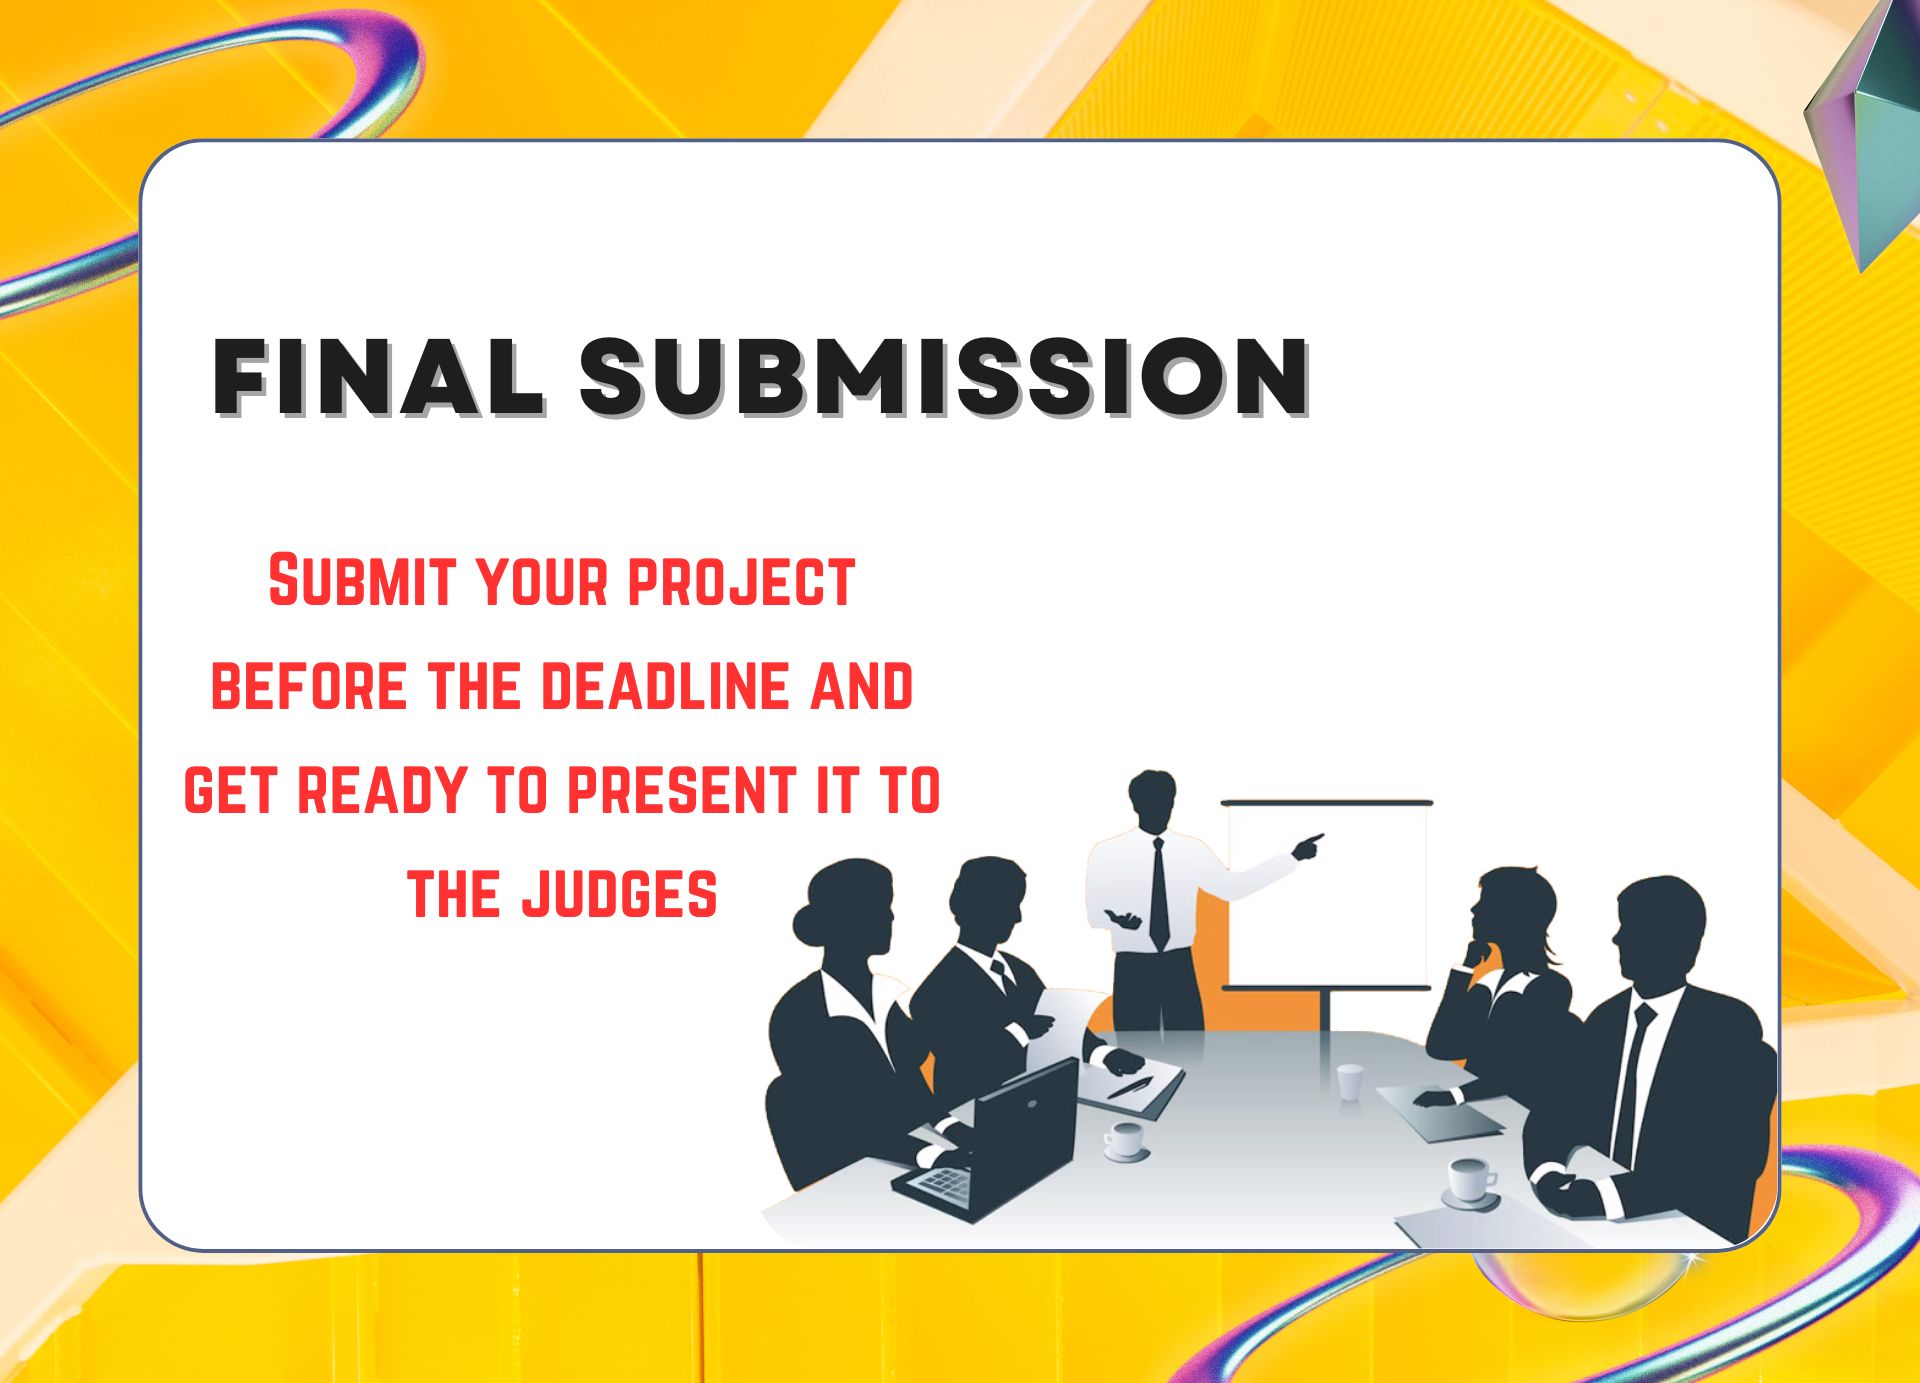 FINAL SUBMISSION
Submit your project
before the deadline and
get ready to present it to
the judges